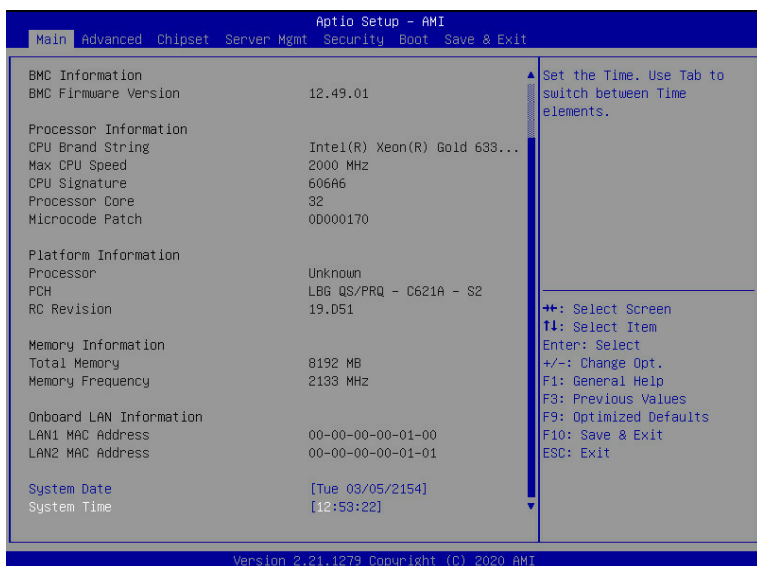 Aptio Setup – AMI
Main Advanced Chipset Server Mgmt Security Boot Save & Exit
BMC Information
BMC Firmware Version 12.49.01
Processor Information
CPU Brand String Intel(R) Xeon(R) Gold 633...
Max CPU Speed 2000 MHz
CPU Signature 606A6
Processor Core 32
Microcode Patch 0D000170
Platform Information
Processor Unknown
PCH LBG QS/PRQ - C621A - S2
RC Revision 19.D51
Memory Information
Total Memory 8192 MB
Memory Frequency 2133 MHz
Onboard LAN Information
LAN1 MAC Address 00-00-00-00-01-00
LAN2 MAC Address 00-00-00-00-01-01
System Date [Tue 03/05/2154]
System Time [12:53:22]
Set the Time. Use Tab to
switch between Time
elements.
→←: Select Screen
↑↓: Select Item
Enter: Select
+/-: Change Opt.
F1: General Help
F3: Previous Values
F9: Optimized Defaults
F10: Save & Exit
ESC: Exit
Version 2.21.1279 Copyright (C) 2020 AMI